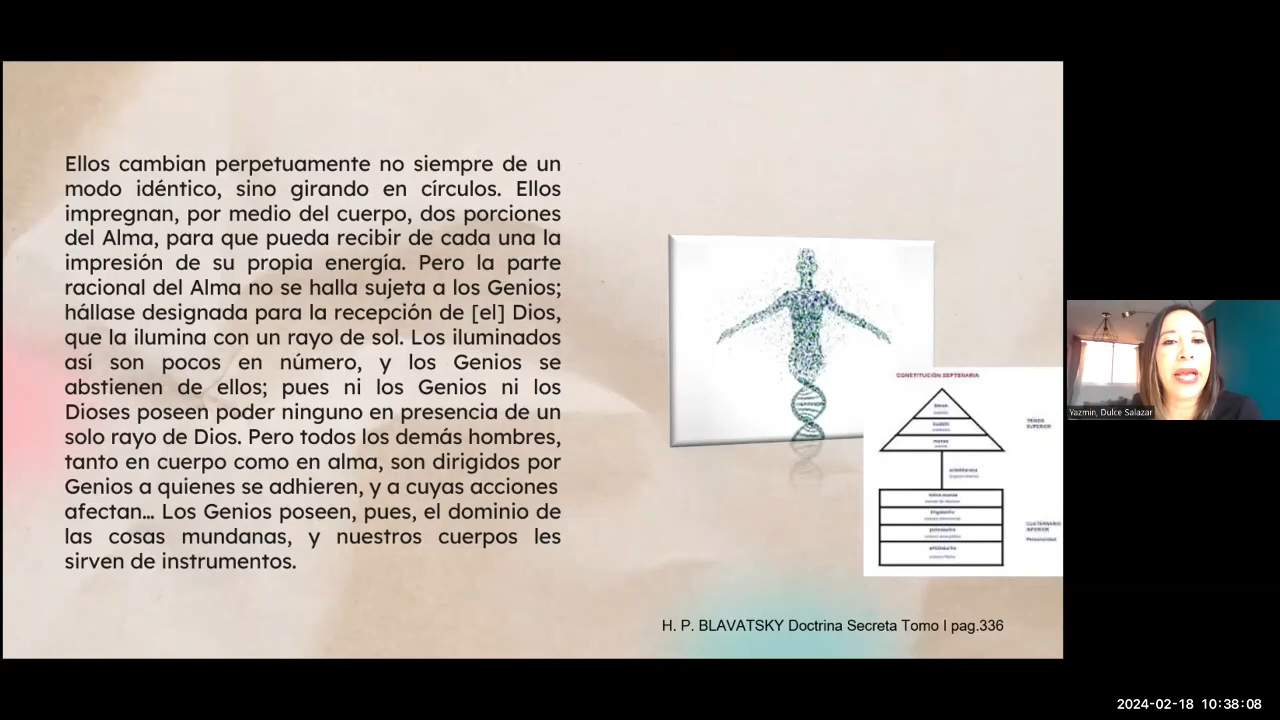 Ellos cambian perpetuamente no siempre de un
modo idéntico, sino girando en círculos. Ellos
impregnan, por medio del cuerpo, dos porciones
del Alma, para que pueda recibir de cada una la
impresión de su propia energía. Pero la parte
racional del Alma no se halla sujeta a los Genios;
hállase designada para la recepción de [el] Dios,
que la ilumina con un rayo de sol. Los iluminados
así son pocos en número, y los Genios se
abstienen de ellos, pues ni los Genios ni los
Dioses poseen poder ninguno en presencia de un
solo rayo de Dios. Pero todos los demás hombres,
tanto en cuerpo como en alma, son dirigidos por
Genios a quienes se adhieren, y a cuyas acciones
afectan... Los Genios poseen, pues, el dominio de
las cosas mundanas, y nuestros cuerpos les
sirven de instrumentos.
CONSTITUCIÓN SEPTENARIA
TRÍADA
SUPERIOR
CUATERNARIO
INFERIOR
Personalidad
H. P. BLAVATSKY Doctrina Secreta Tomo I pag.336
Yazmin, Dulce Salazar
2024-02-18 10:38:08